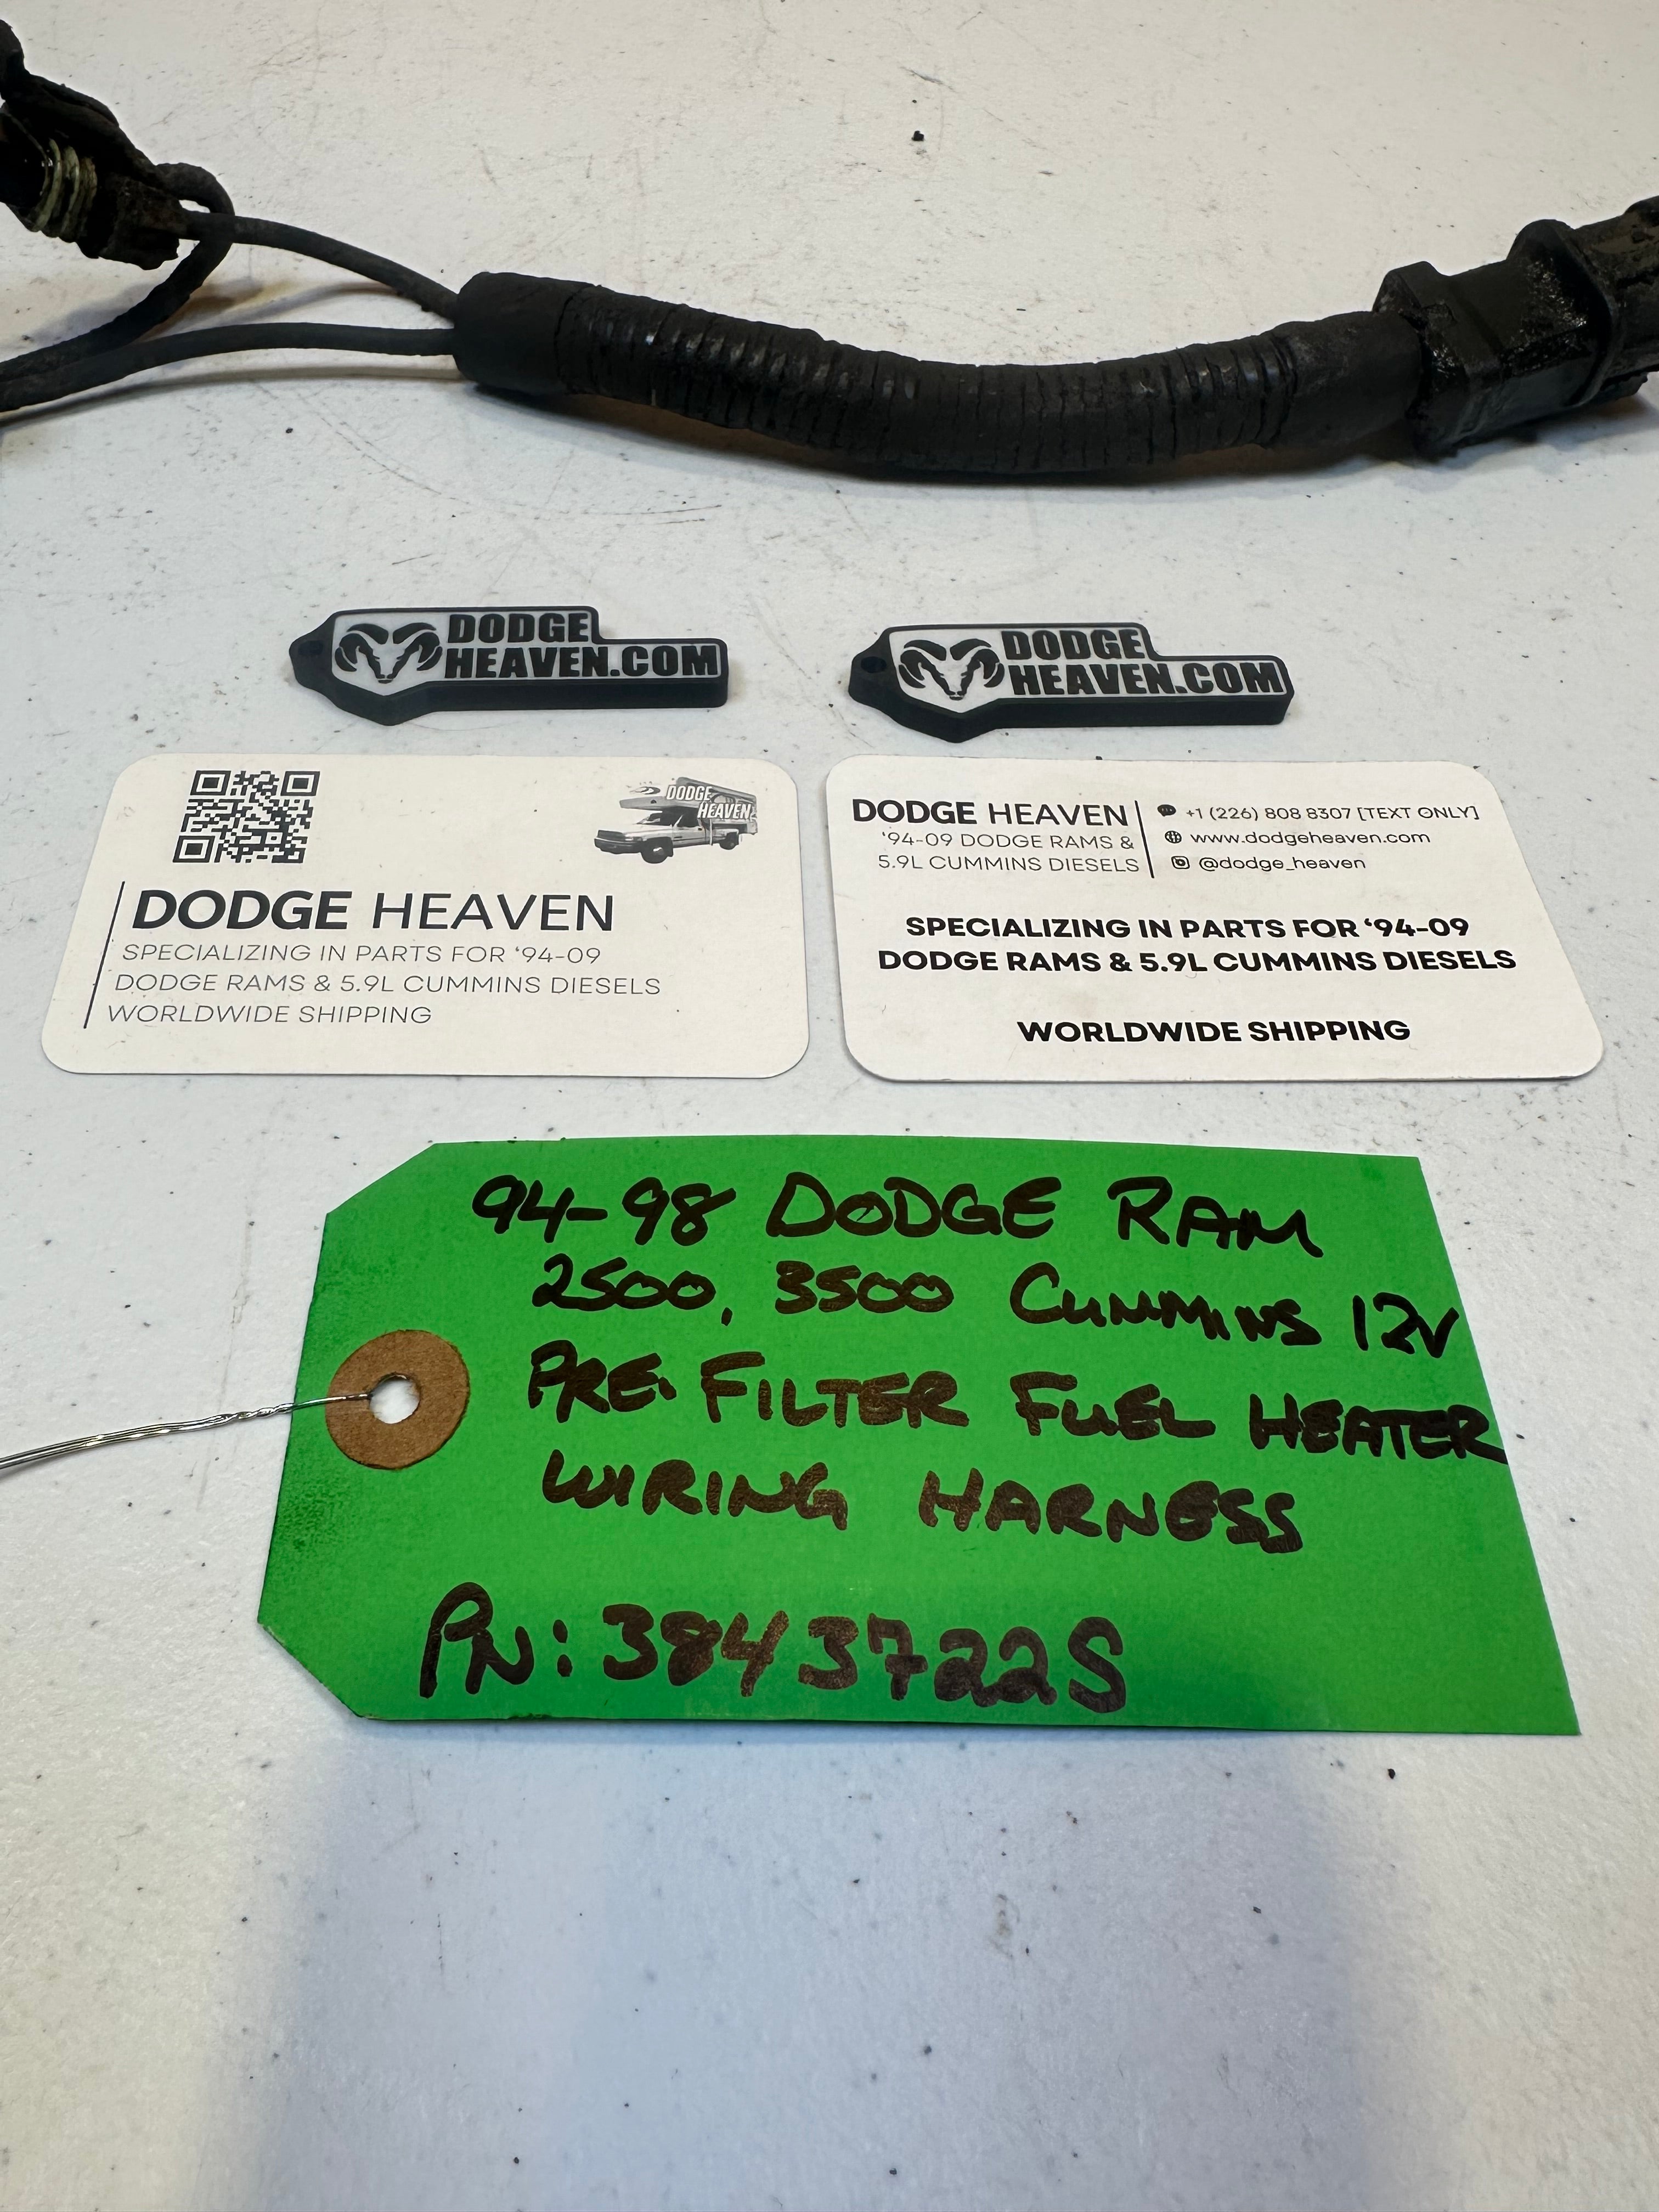 DODGE
HEAVEN.COM
DODGE
HEAVEN.COM
DODGE
HEAVEN
DODGE HEAVEN
SPECIALIZING IN PARTS FOR ‘94-09
DODGE RAMS & 5.9L CUMMINS DIESELS
WORLDWIDE SHIPPING
DODGE HEAVEN
‘94-09 DODGE RAMS &
5.9L CUMMINS DIESELS
+1 (226) 808 8307 [TEXT ONLY]
www.dodgeheaven.com
@dodge_heaven
SPECIALIZING IN PARTS FOR ‘94-09
DODGE RAMS & 5.9L CUMMINS DIESELS
WORLDWIDE SHIPPING
94-98 DODGE RAM
2500, 3500 CUMMINS 12V
PRE. FILTER FUEL HEATER
WIRING HARNESS
PN: 3843722S